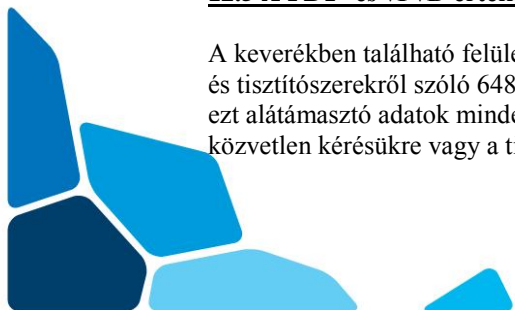 A keverékben található felüle
és tisztítószerekről szóló 648
ezt alátámasztó adatok minde
közvetlen kérésükre vagy a t